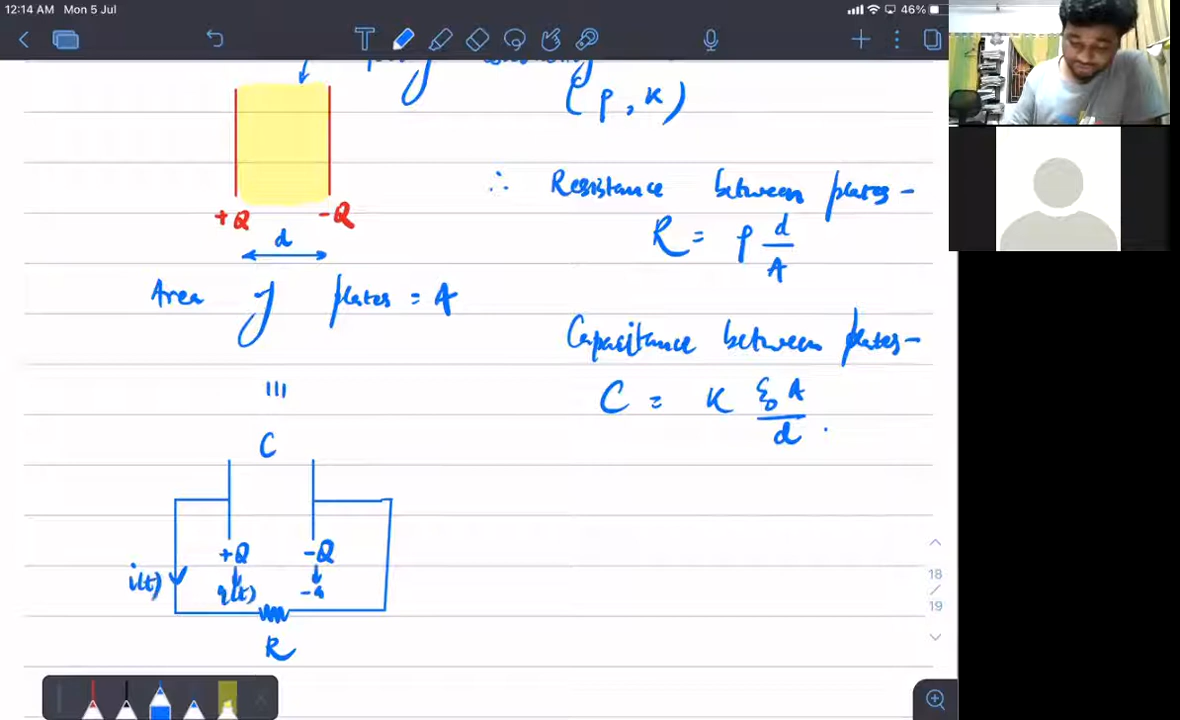 12:14 AM Mon 5 Jul
46%
T
(ρ, K)
+Q -Q
d
Area of plates = A
≡
C
+Q -Q
i(t) q(t) -q
R
∴ Resistance between plates -
R = ρ d/A
Capacitance between plates -
C = K ε₀A/d
18
/
19